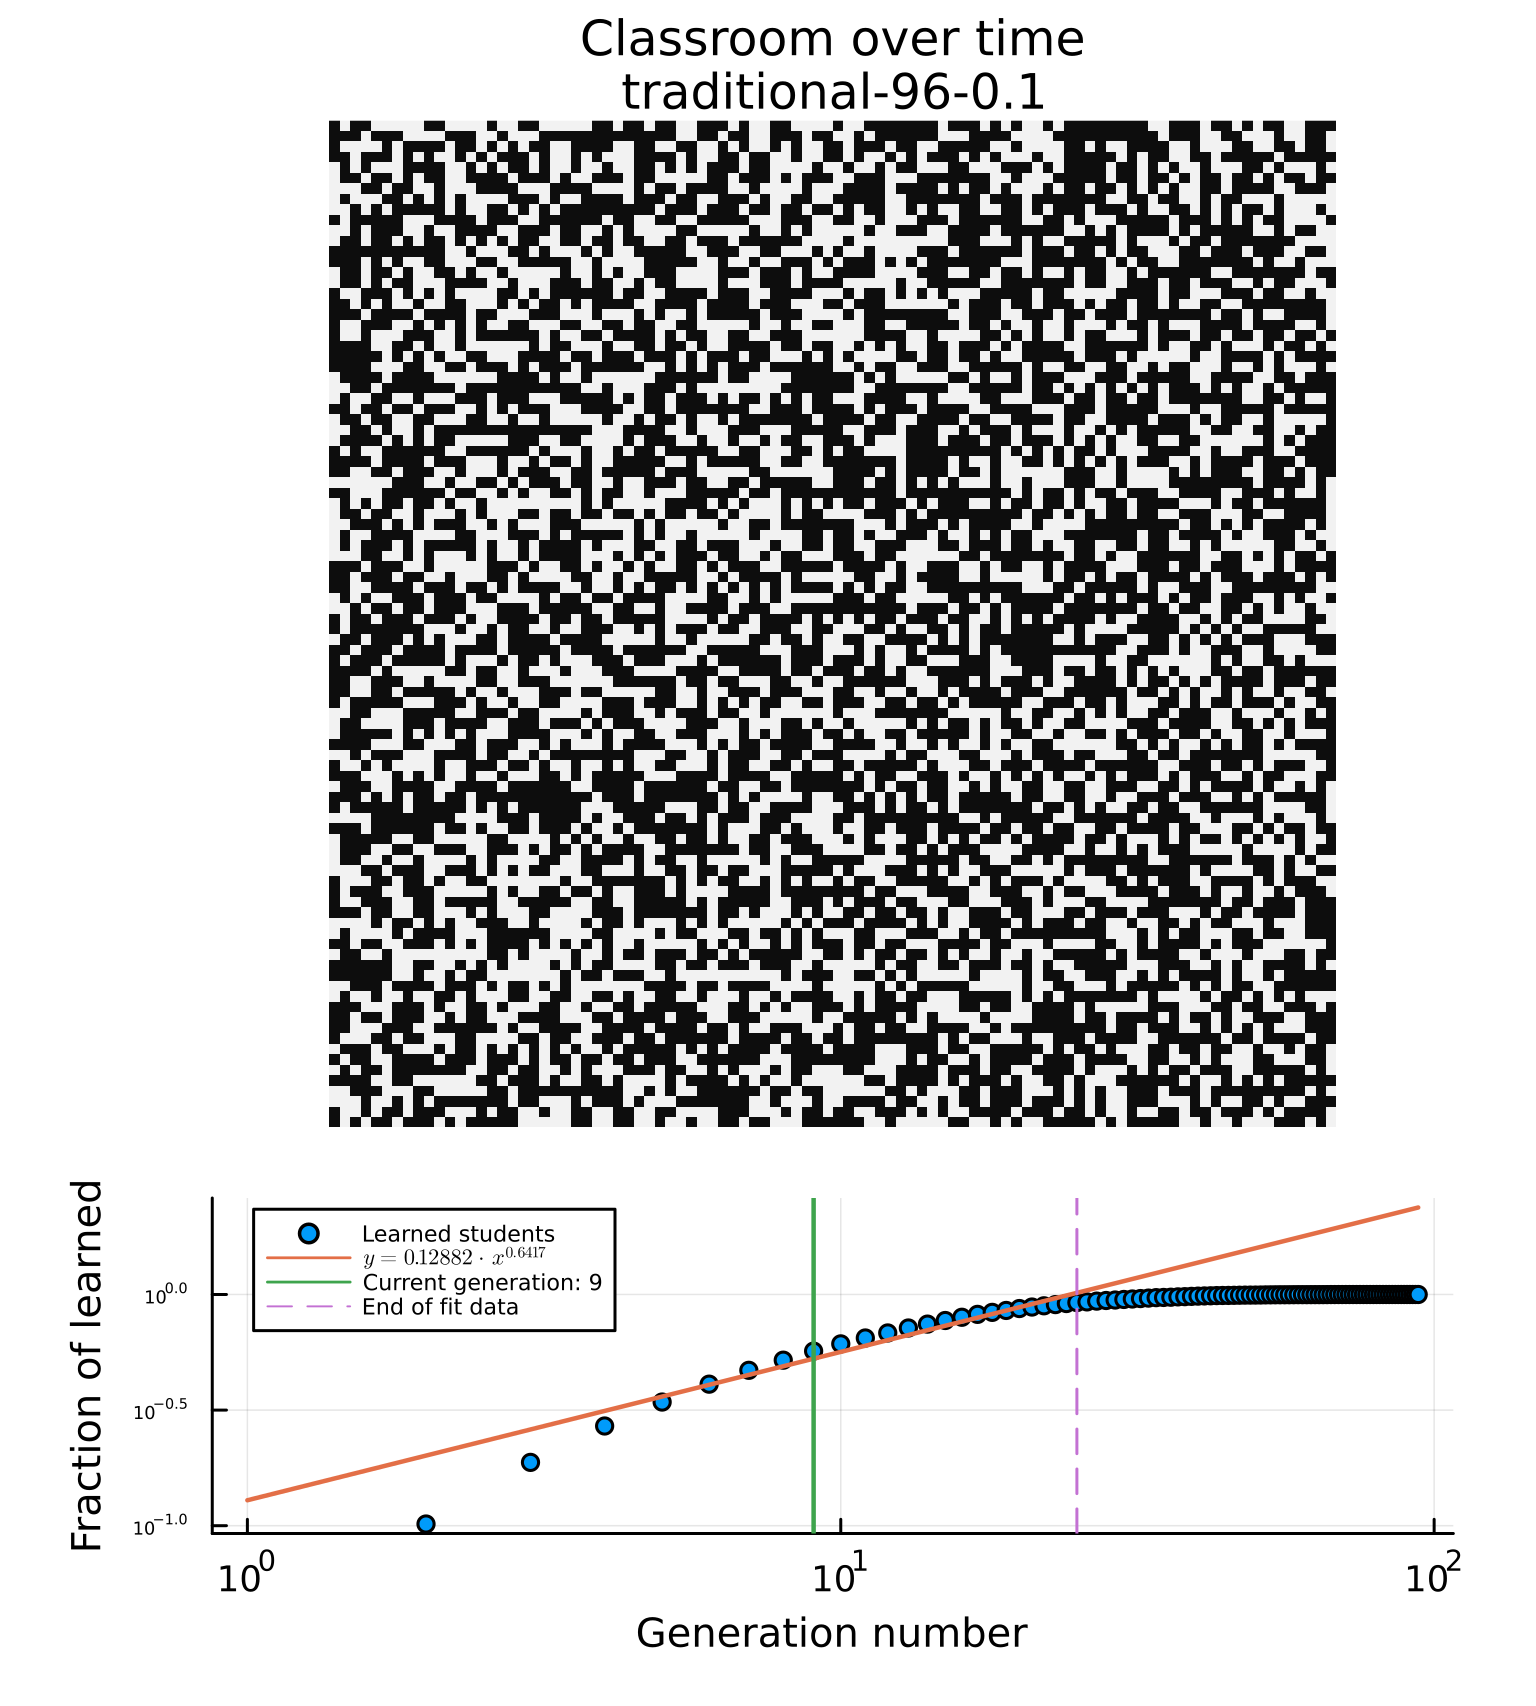 Classroom over time
traditional-96-0.1
Fraction of learned
Learned students
y = 0.12882 · x^0.6417
Current generation: 9
End of fit data
10^0.0
10^−0.5
10^−1.0
10^0 10^1 10^2
Generation number